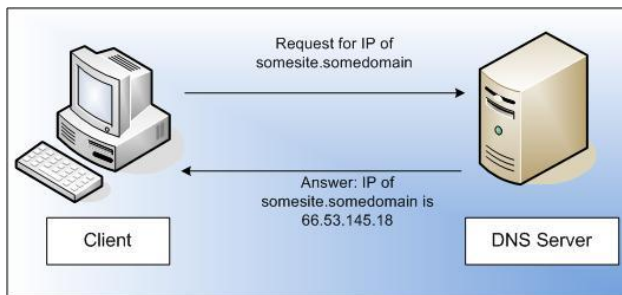 Request for IP of
somesite.somedomain
Answer: IP of
somesite.somedomain is
66.53.145.18
Client
DNS Server